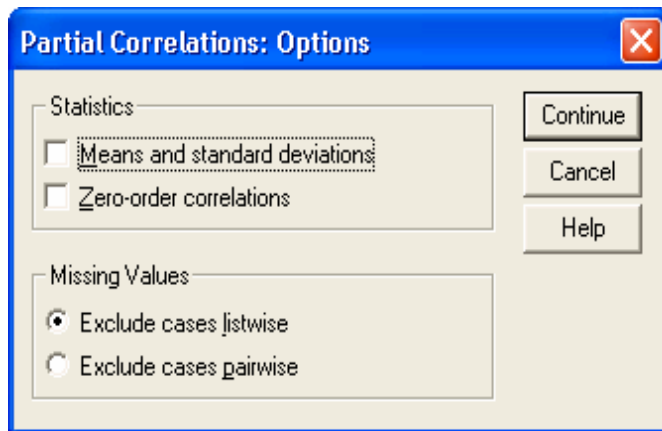 Partial Correlations: Options
Statistics
Means and standard deviations
Zero-order correlations
Continue
Cancel
Help
Missing Values
Exclude cases listwise
Exclude cases pairwise